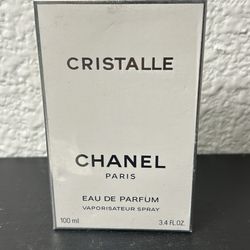 CRISTALLE
CHANEL
PARIS
EAU DE PARFUM
VAPORISATEUR SPRAY
100 ml 3.4 FL.OZ.